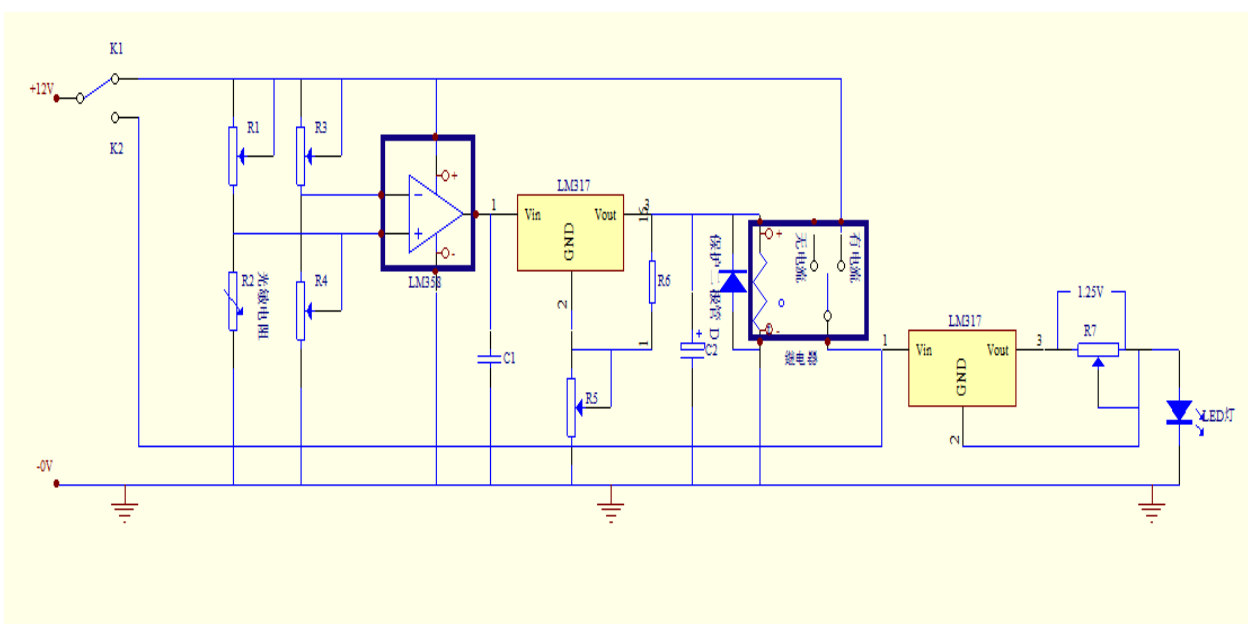 K1
+12V
K2
R1
R3
LM358
+
-
−
+
R2
光敏电阻
R4
LM317
1
Vin
Vout
3
GND
2
15
R6
1
R5
C1
+
C2
保护二极管 D
+
-
无电流
有电流
继电器
LM317
1
Vin
Vout
3
GND
2
1.25V
R7
LED灯
-0V